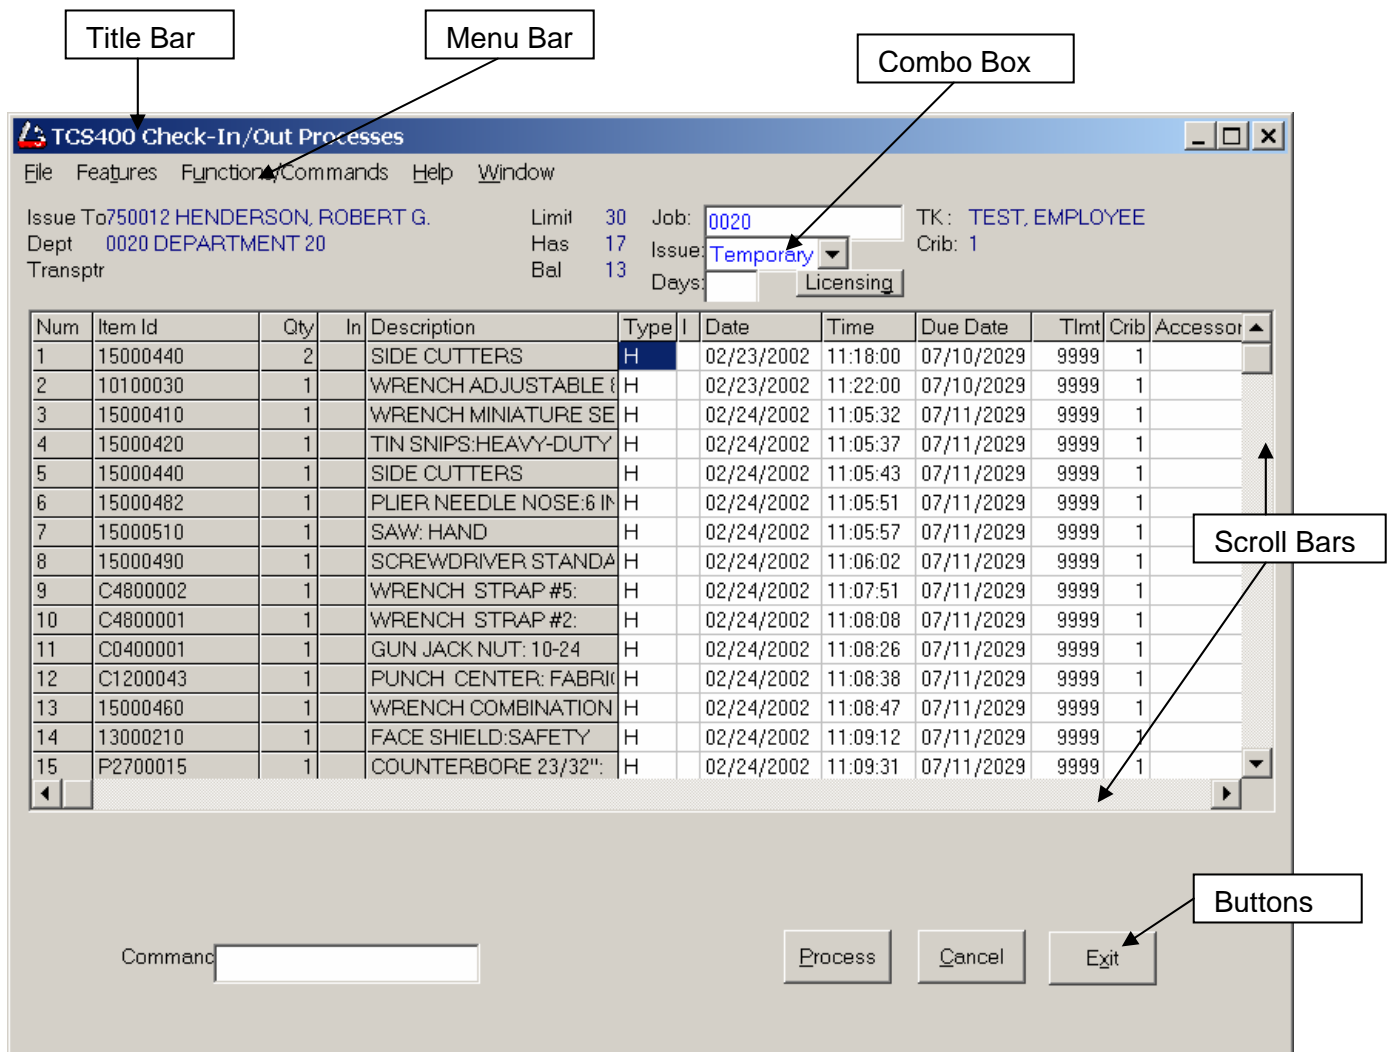 Title Bar
Menu Bar
Combo Box
TCS400 Check-In/Out Processes
File Features Functions/Commands Help Window
Issue To 750012 HENDERSON, ROBERT G. Limit 30 Job: 0020 TK: TEST, EMPLOYEE
Dept 0020 DEPARTMENT 20 Has 17 Issue: Temporary Crib: 1
Transptr Bal 13 Days: Licensing
Num Item Id Qty In Description Type I Date Time Due Date Tlmt Crib Accessor
1 15000440 2 SIDE CUTTERS H 02/23/2002 11:18:00 07/10/2029 9999 1
2 10100030 1 WRENCH ADJUSTABLE H 02/23/2002 11:22:00 07/10/2029 9999 1
3 15000410 1 WRENCH MINIATURE SE H 02/24/2002 11:05:32 07/11/2029 9999 1
4 15000420 1 TIN SNIPS:HEAVY-DUTY H 02/24/2002 11:05:37 07/11/2029 9999 1
5 15000440 1 SIDE CUTTERS H 02/24/2002 11:05:43 07/11/2029 9999 1
6 15000482 1 PLIER NEEDLE NOSE:6 IN H 02/24/2002 11:05:51 07/11/2029 9999 1
7 15000510 1 SAW: HAND H 02/24/2002 11:05:57 07/11/2029 9999 1
8 15000490 1 SCREWDRIVER STANDA H 02/24/2002 11:06:02 07/11/2029 9999 1
9 C4800002 1 WRENCH STRAP #5: H 02/24/2002 11:07:51 07/11/2029 9999 1
10 C4800001 1 WRENCH STRAP #2: H 02/24/2002 11:08:08 07/11/2029 9999 1
11 C0400001 1 GUN JACK NUT: 10-24 H 02/24/2002 11:08:26 07/11/2029 9999 1
12 C1200043 1 PUNCH CENTER: FABRI H 02/24/2002 11:08:38 07/11/2029 9999 1
13 15000460 1 WRENCH COMBINATION H 02/24/2002 11:08:47 07/11/2029 9999 1
14 13000210 1 FACE SHIELD:SAFETY H 02/24/2002 11:09:12 07/11/2029 9999 1
15 P2700015 1 COUNTERBORE 23/32": H 02/24/2002 11:09:31 07/11/2029 9999 1
Scroll Bars
Buttons
Command Process Cancel Exit